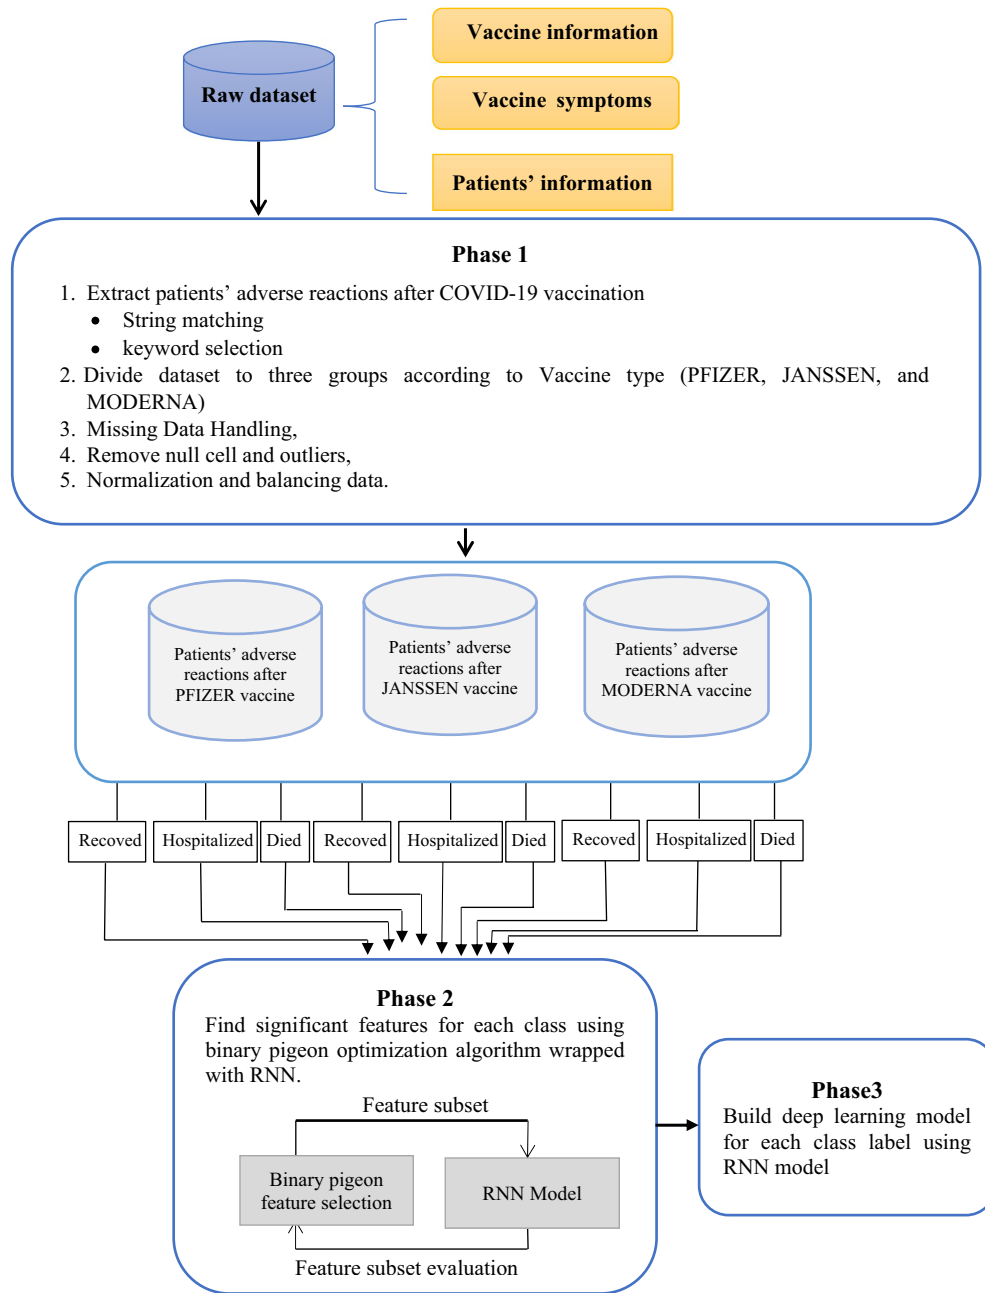 Vaccine information
Raw dataset
Vaccine symptoms
Patients’ information
Phase 1
1. Extract patients’ adverse reactions after COVID-19 vaccination
• String matching
• keyword selection
2. Divide dataset to three groups according to Vaccine type (PFIZER, JANSSEN, and
MODERNA)
3. Missing Data Handling,
4. Remove null cell and outliers,
5. Normalization and balancing data.
Patients’ adverse
reactions after
PFIZER vaccine
Patients’ adverse
reactions after
JANSSEN vaccine
Patients’ adverse
reactions after
MODERNA vaccine
Recoved
Hospitalized
Died
Recoved
Hospitalized
Died
Recoved
Hospitalized
Died
Phase 2
Find significant features for each class using
binary pigeon optimization algorithm wrapped
with RNN.
Feature subset
Binary pigeon
feature selection
RNN Model
Feature subset evaluation
Phase3
Build deep learning model
for each class label using
RNN model